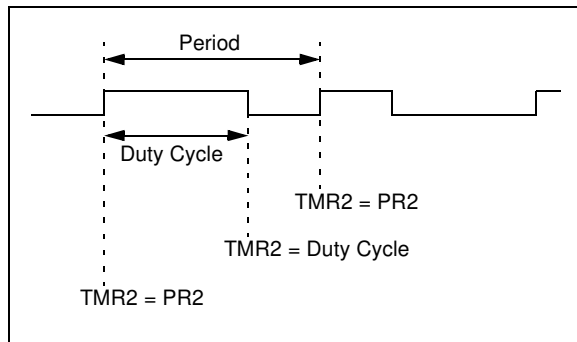 Period
Duty Cycle
TMR2 = PR2
TMR2 = Duty Cycle
TMR2 = PR2